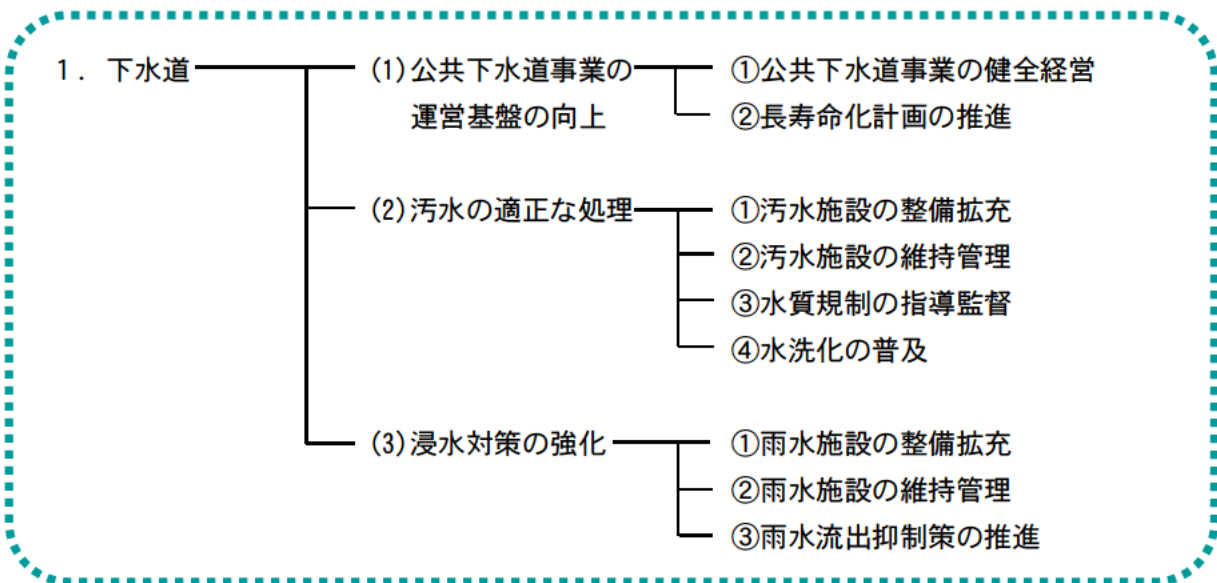 1．下水道
(1)公共下水道事業の
運営基盤の向上
①公共下水道事業の健全経営
②長寿命化計画の推進
(2)汚水の適正な処理
①汚水施設の整備拡充
②汚水施設の維持管理
③水質規制の指導監督
④水洗化の普及
(3)浸水対策の強化
①雨水施設の整備拡充
②雨水施設の維持管理
③雨水流出抑制策の推進